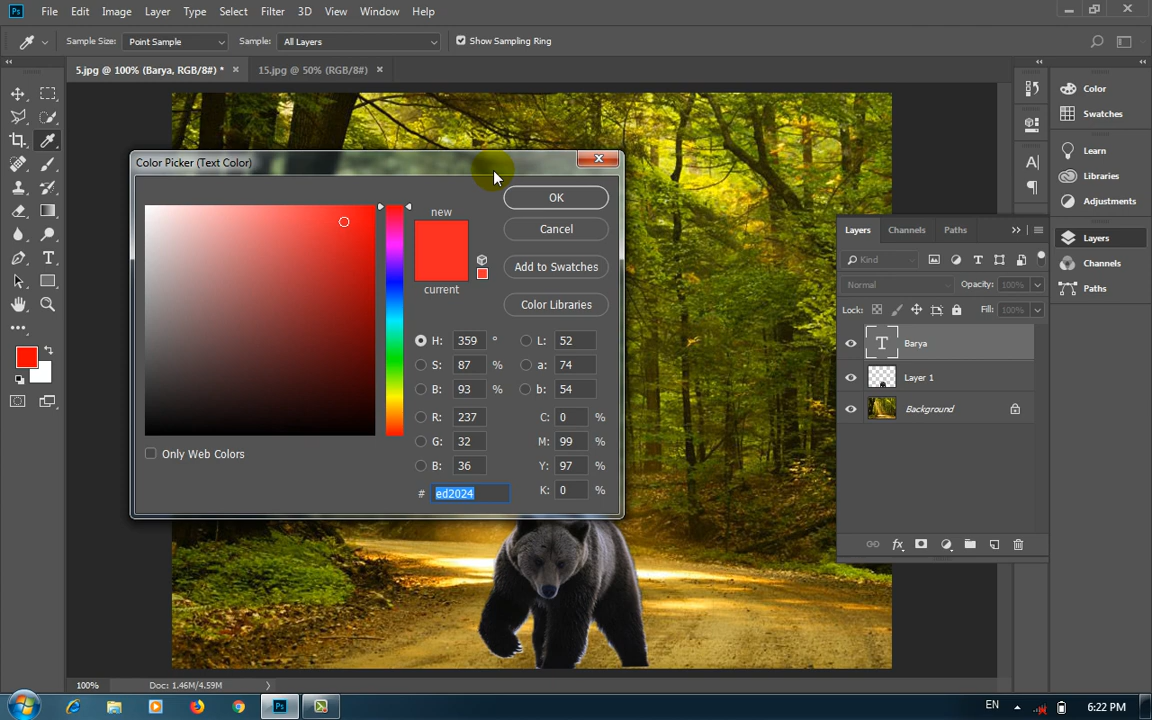 Ps File Edit Image Layer Type Select Filter 3D View Window Help
Sample Size: Point Sample Sample: All Layers Show Sampling Ring
5.jpg @ 100% (Barya, RGB/8#) * × 15.jpg @ 50% (RGB/8#) ×
Color Picker (Text Color)
new
current
OK
Cancel
Add to Swatches
Color Libraries
H: 359 ° L: 52
S: 87 % a: 74
B: 93 % b: 54
R: 237 C: 0 %
G: 32 M: 99 %
B: 36 Y: 97 %
# ed2024 K: 0 %
Only Web Colors
Color
Swatches
Learn
Libraries
Adjustments
Layers
Channels
Paths
Layers Channels Paths
Kind
Normal Opacity: 100%
Lock: Fill: 100%
T Barya
Layer 1
Background
fx
100% Doc: 1.46M/4.59M
Ps EN 6:22 PM